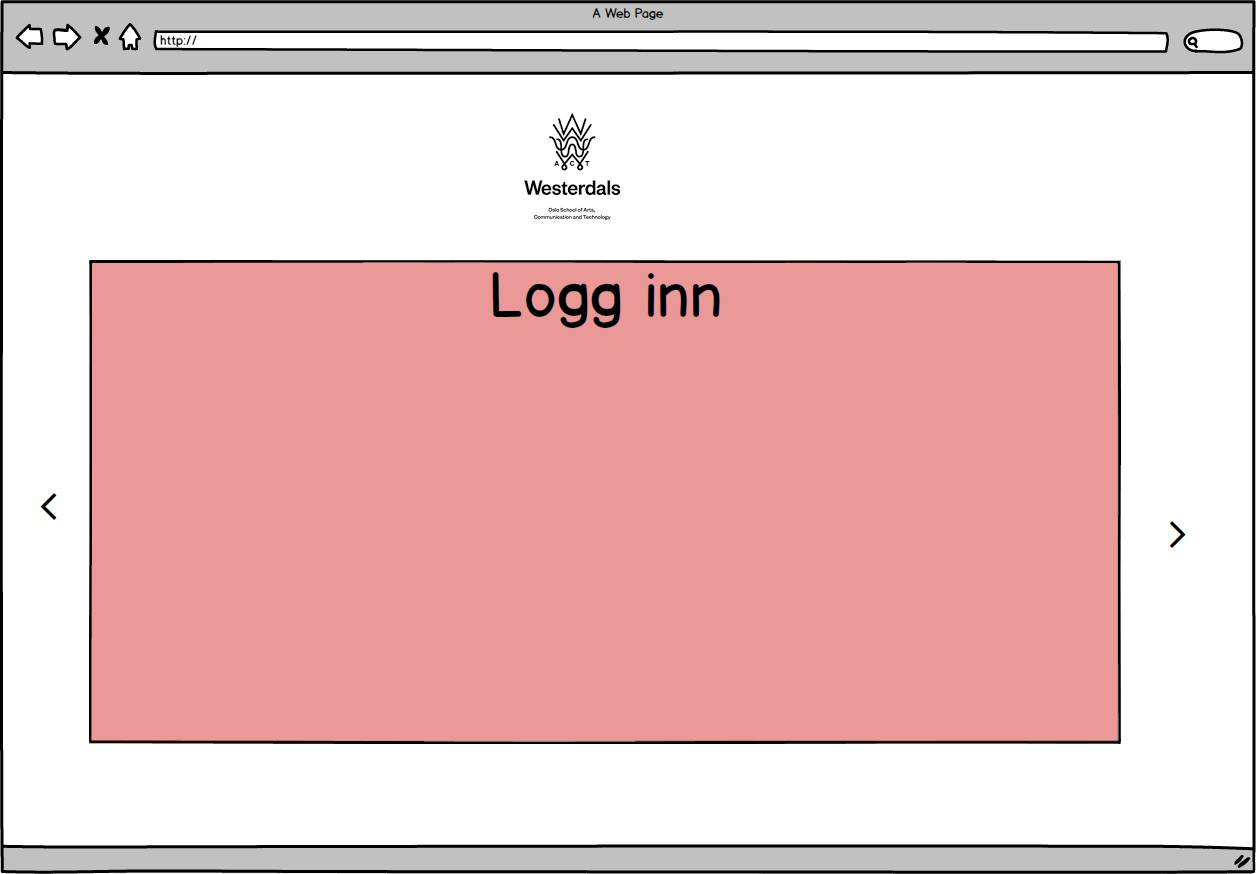 A Web Page
http://
A C T
Westerdals
Oslo School of Arts,
Communication and Technology
Logg inn